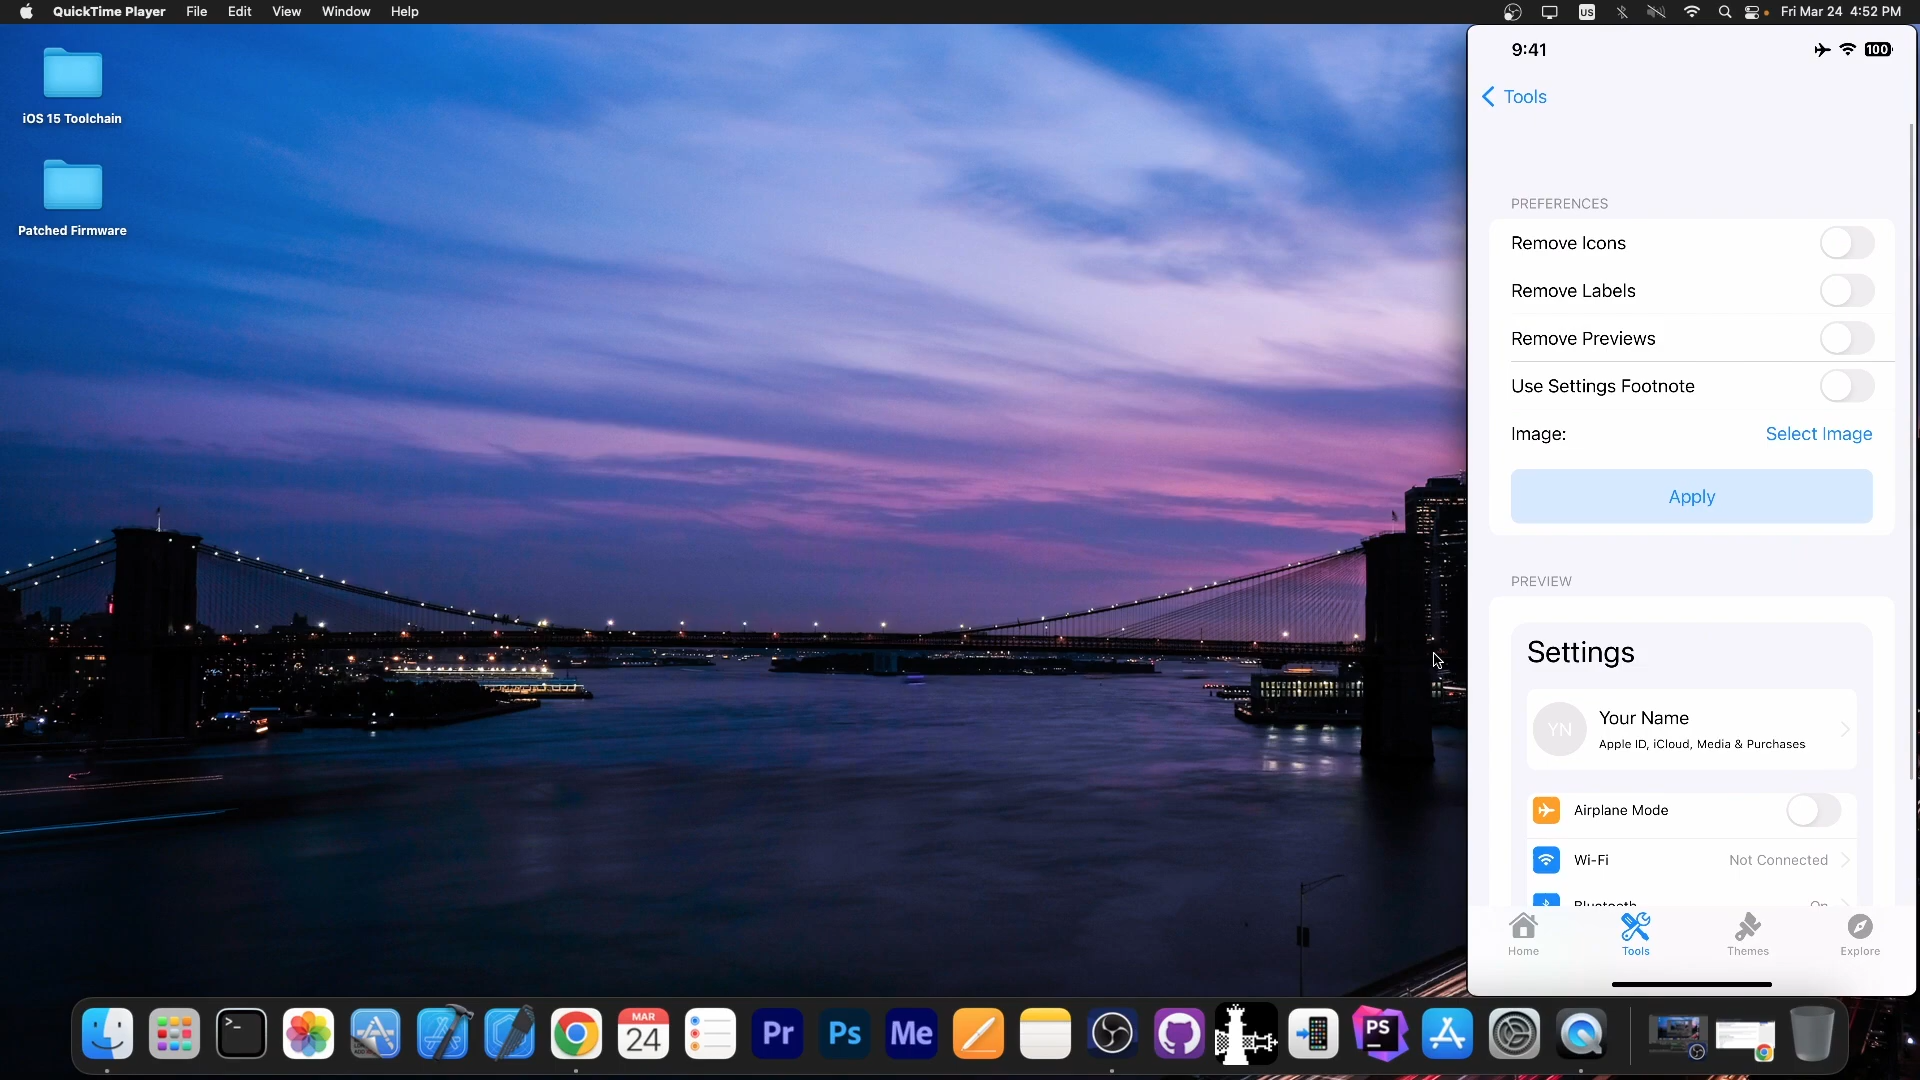 QuickTime Player File Edit View Window Help
US Fri Mar 24 4:52 PM
iOS 15 Toolchain
Patched Firmware
9:41
100
Tools
PREFERENCES
Remove Icons
Remove Labels
Remove Previews
Use Settings Footnote
Image: Select Image
Apply
PREVIEW
Settings
YN
Your Name
Apple ID, iCloud, Media & Purchases
Airplane Mode
Wi-Fi Not Connected
Bluetooth On
Home Tools Themes Explore
>_
MAR
24
Pr
Ps
Me
PS